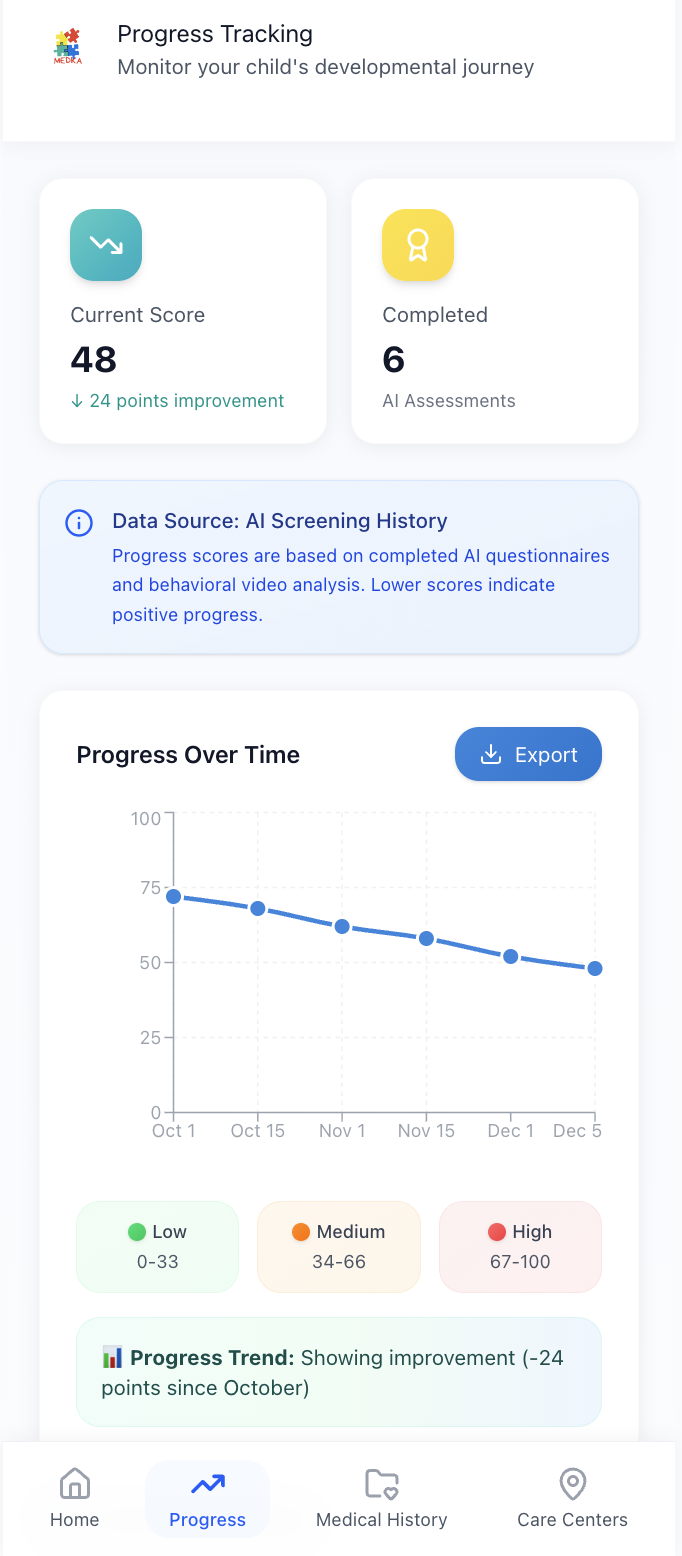 Progress Tracking
MEDKA
Monitor your child's developmental journey
Current Score
48
↓ 24 points improvement
Completed
6
AI Assessments
Data Source: AI Screening History
Progress scores are based on completed AI questionnaires
and behavioral video analysis. Lower scores indicate
positive progress.
Progress Over Time
Export
100
75
50
25
0
Oct 1
Oct 15
Nov 1
Nov 15
Dec 1
Dec 5
Low
0-33
Medium
34-66
High
67-100
📊 Progress Trend: Showing improvement (-24
points since October)
Home
Progress
Medical History
Care Centers